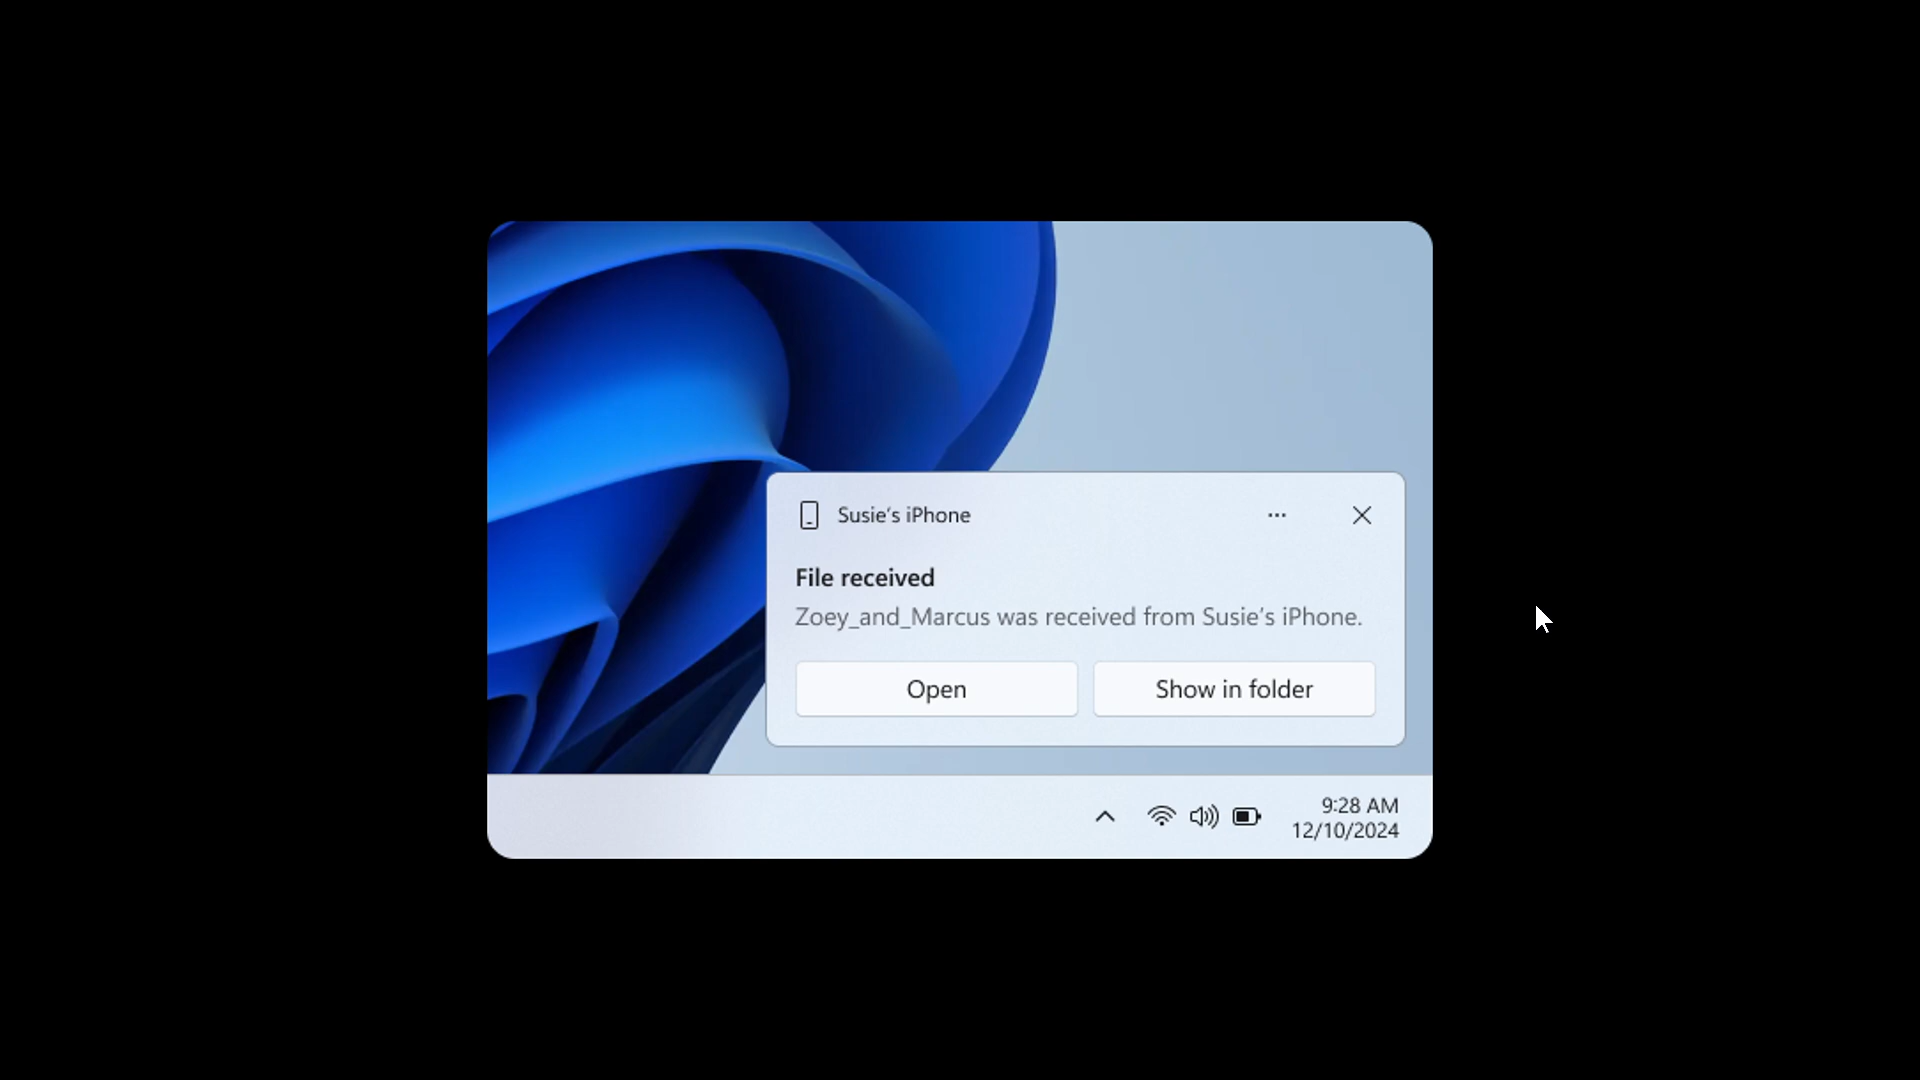 Susie’s iPhone
File received
Zoey_and_Marcus was received from Susie’s iPhone.
Open
Show in folder
9:28 AM
12/10/2024